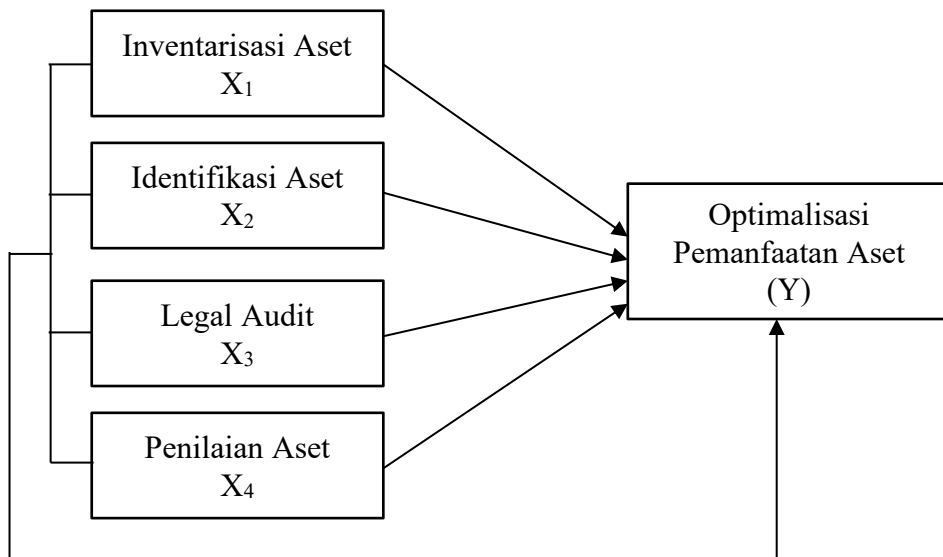 Inventarisasi Aset
X₁
Identifikasi Aset
X₂
Legal Audit
X₃
Penilaian Aset
X₄
Optimalisasi
Pemanfaatan Aset
(Y)